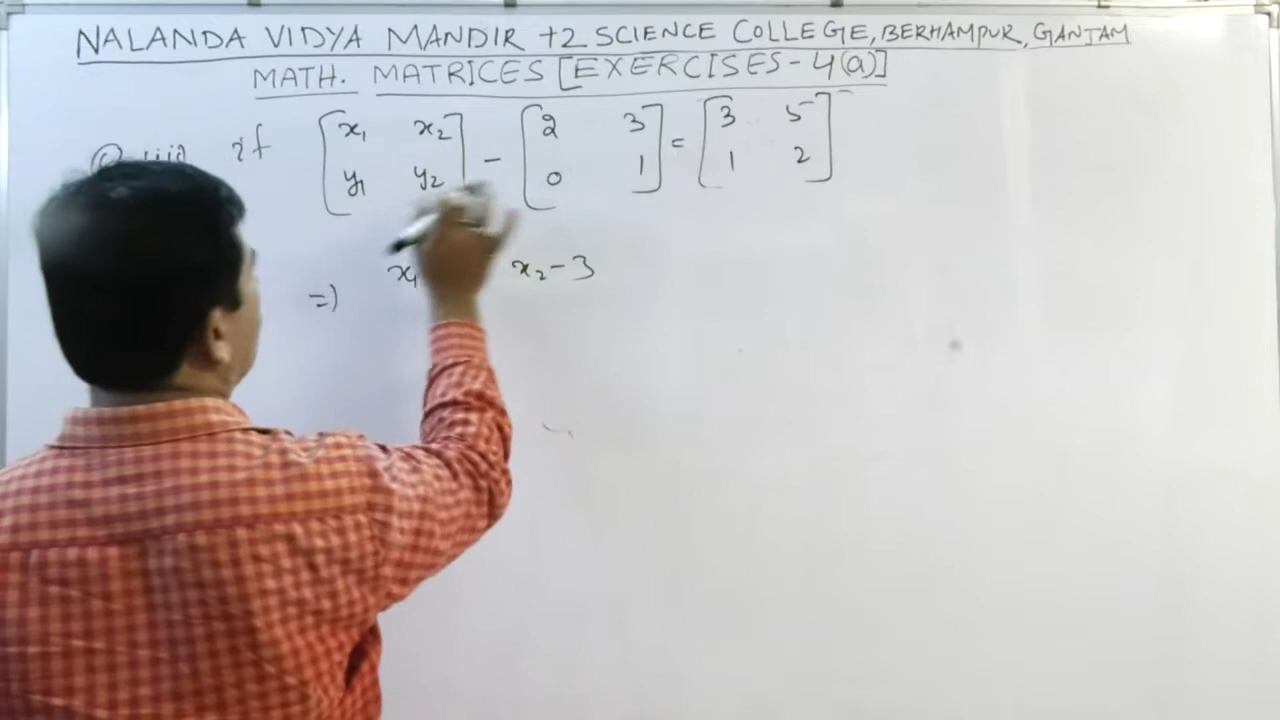 NALANDA VIDYA MANDIR +2 SCIENCE COLLEGE, BERHAMPUR, GANJAM
MATH. MATRICES [EXERCISES - 4(a)]
if [x₁ x₂ - [2 3] = [3 5]
y₁ y₂] 0 1 1 2
=) x₁ x₂ - 3